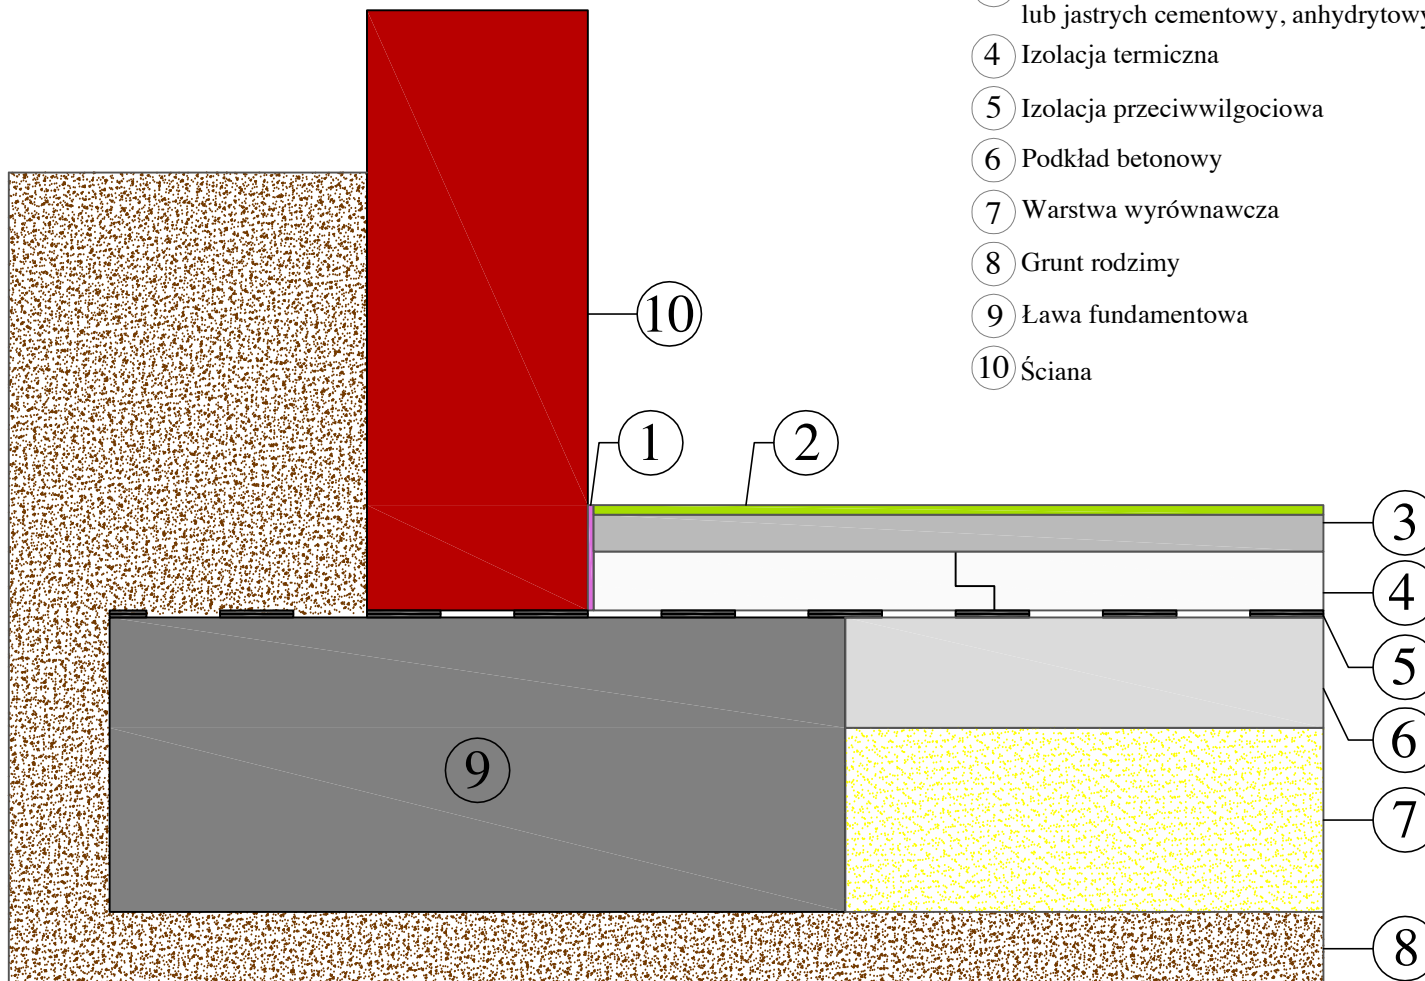 lub jastrych cementowy, anhydrytowy
4 Izolacja termiczna
5 Izolacja przeciwwilgociowa
6 Podkład betonowy
7 Warstwa wyrównawcza
8 Grunt rodzimy
9 Ława fundamentowa
10 Ściana
10
1
2
3
4
5
6
9
7
8